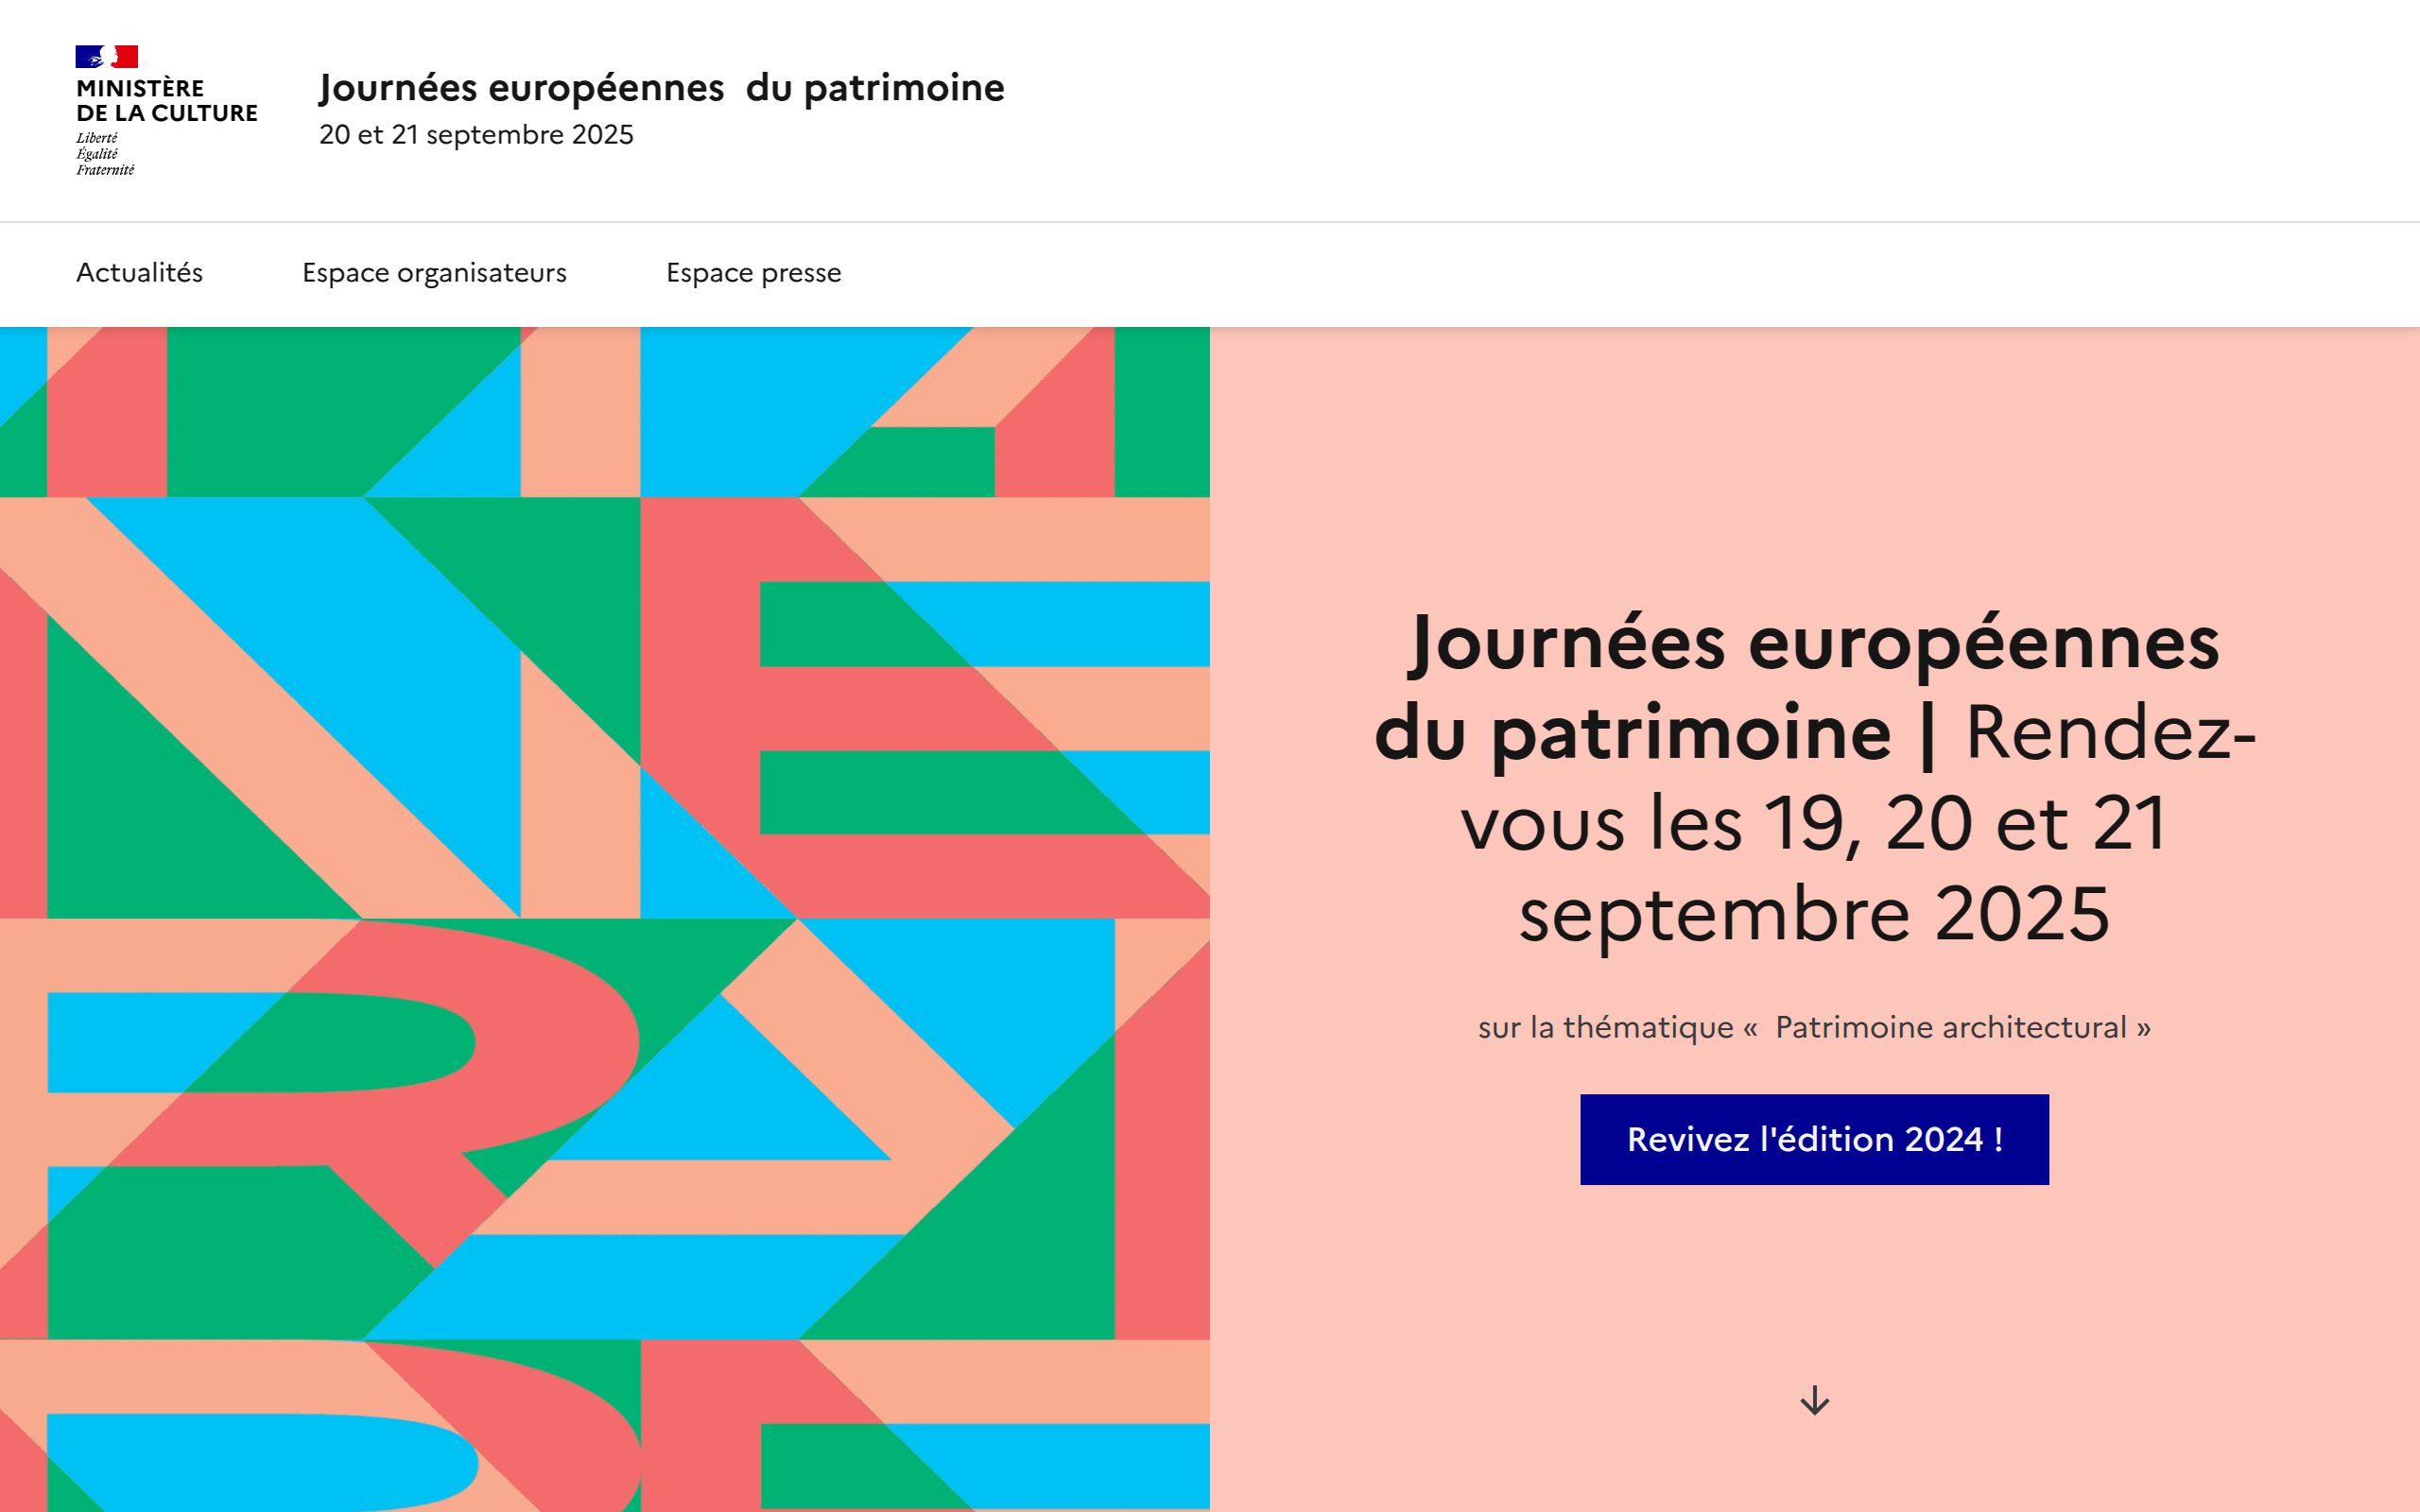 MINISTÈRE
DE LA CULTURE
Liberté
Égalité
Fraternité
Journées européennes  du patrimoine
20 et 21 septembre 2025
Actualités
Espace organisateurs
Espace presse
Journées européennes
du patrimoine | Rendez-
vous les 19, 20 et 21
septembre 2025
sur la thématique «  Patrimoine architectural »
Revivez l'édition 2024 !